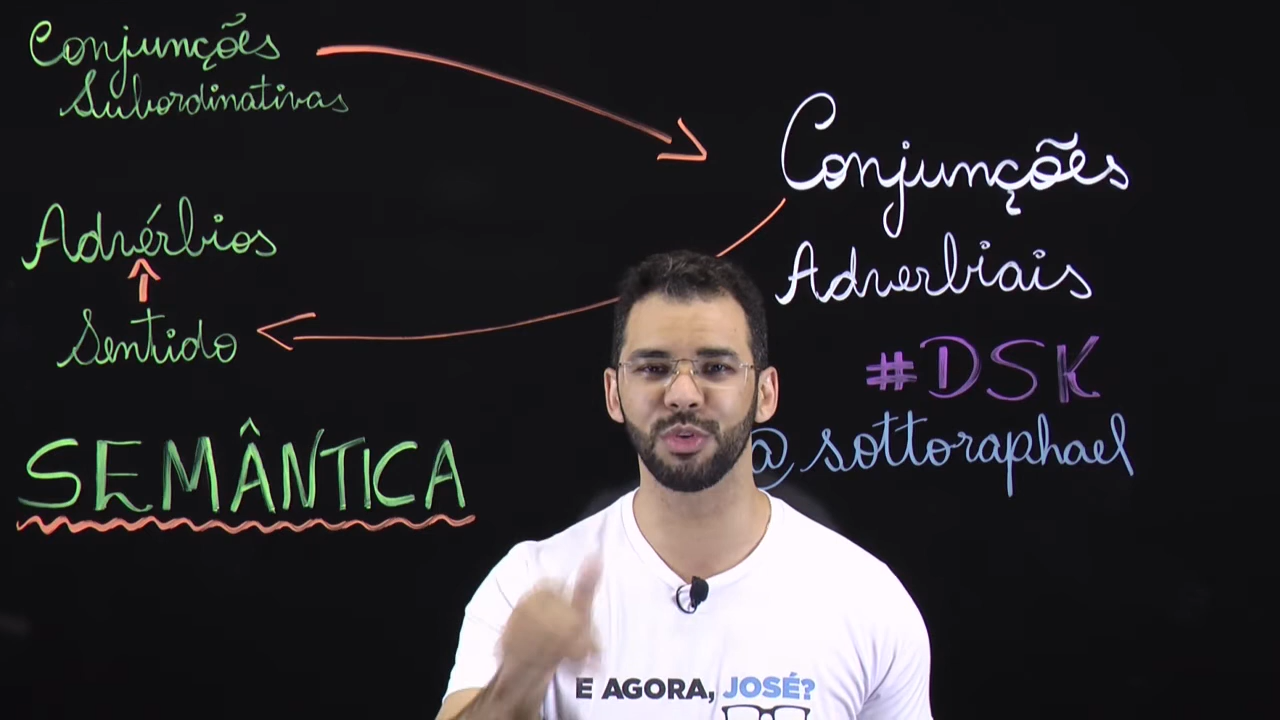 Conjunções
Subordinativas
Advérbios
Sentido
SEMÂNTICA
Conjunções
Adverbiais
#DSK
@sottoraphael
E AGORA, JOSÉ?